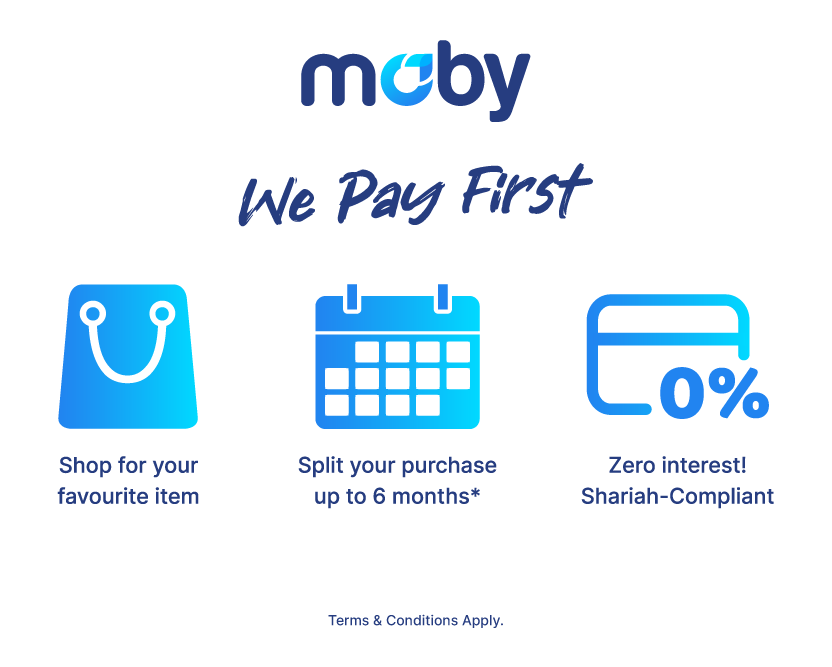 moby
We Pay First
Shop for your
favourite item
Split your purchase
up to 6 months*
0%
Zero interest!
Shariah-Compliant
Terms & Conditions Apply.